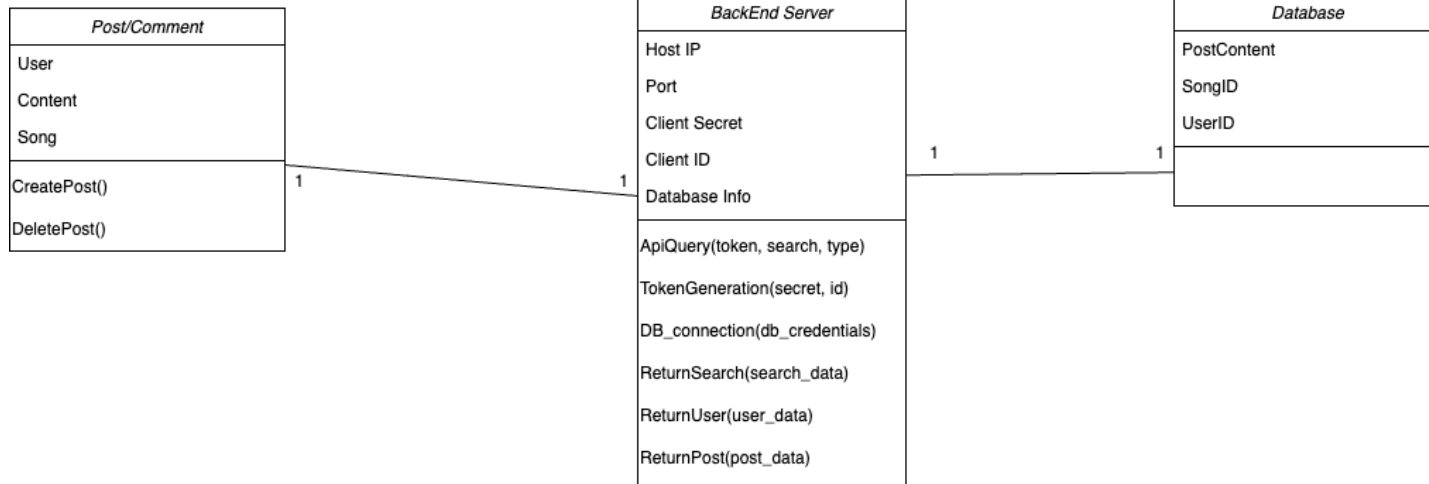 Post/Comment
User
Content
Song
CreatePost()
DeletePost()
1
1
BackEnd Server
Host IP
Port
Client Secret
Client ID
Database Info
ApiQuery(token, search, type)
TokenGeneration(secret, id)
DB_connection(db_credentials)
ReturnSearch(search_data)
ReturnUser(user_data)
ReturnPost(post_data)
1
1
Database
PostContent
SongID
UserID